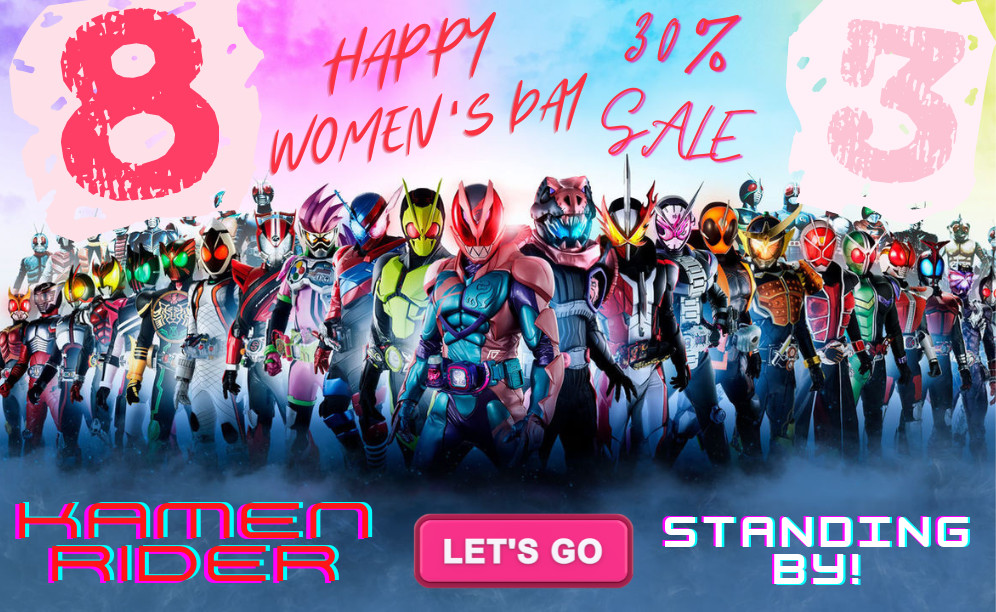 8
HAPPY
WOMEN'S DAY
30%
SALE
3
KAMEN
RIDER
LET'S GO
STANDING
BY!